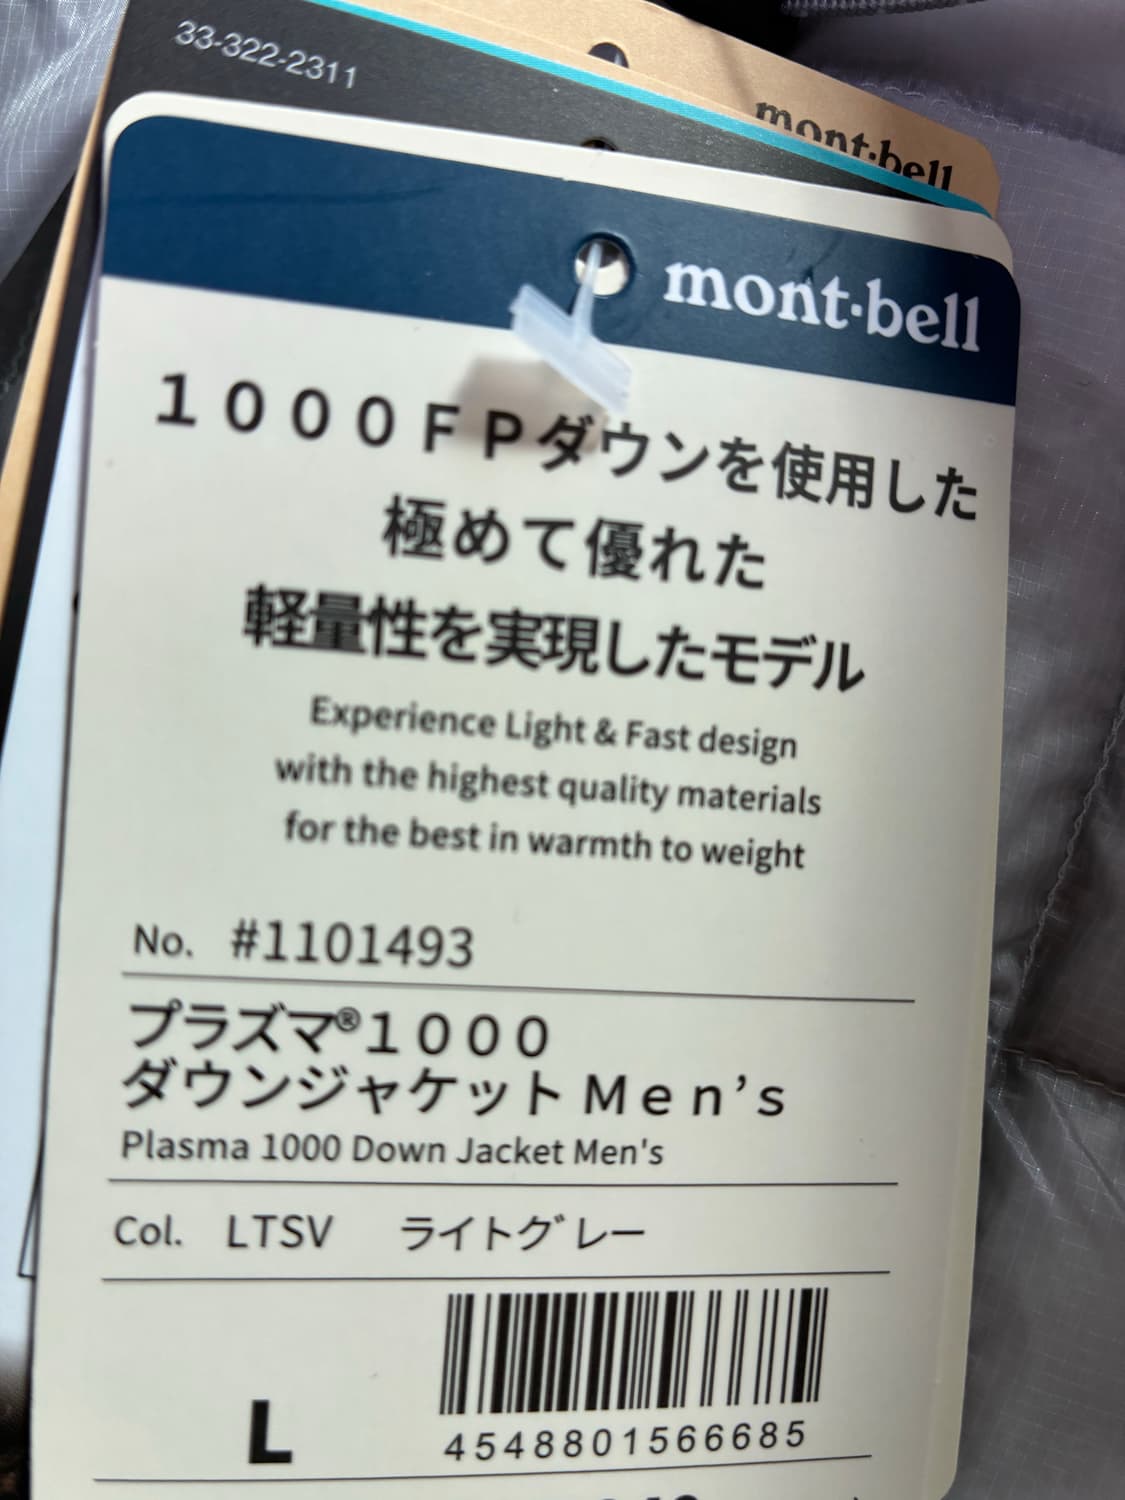 33-322-2311
mont·bell
mont·bell
１０００ＦＰダウンを使用した
極めて優れた
軽量性を実現したモデル
Experience Light & Fast design
with the highest quality materials
for the best in warmth to weight
No. #1101493
プラズマ®１０００
ダウンジャケットＭｅｎ’ｓ
Plasma 1000 Down Jacket Men's
Col. LTSV ライトグレー
L
4548801566685